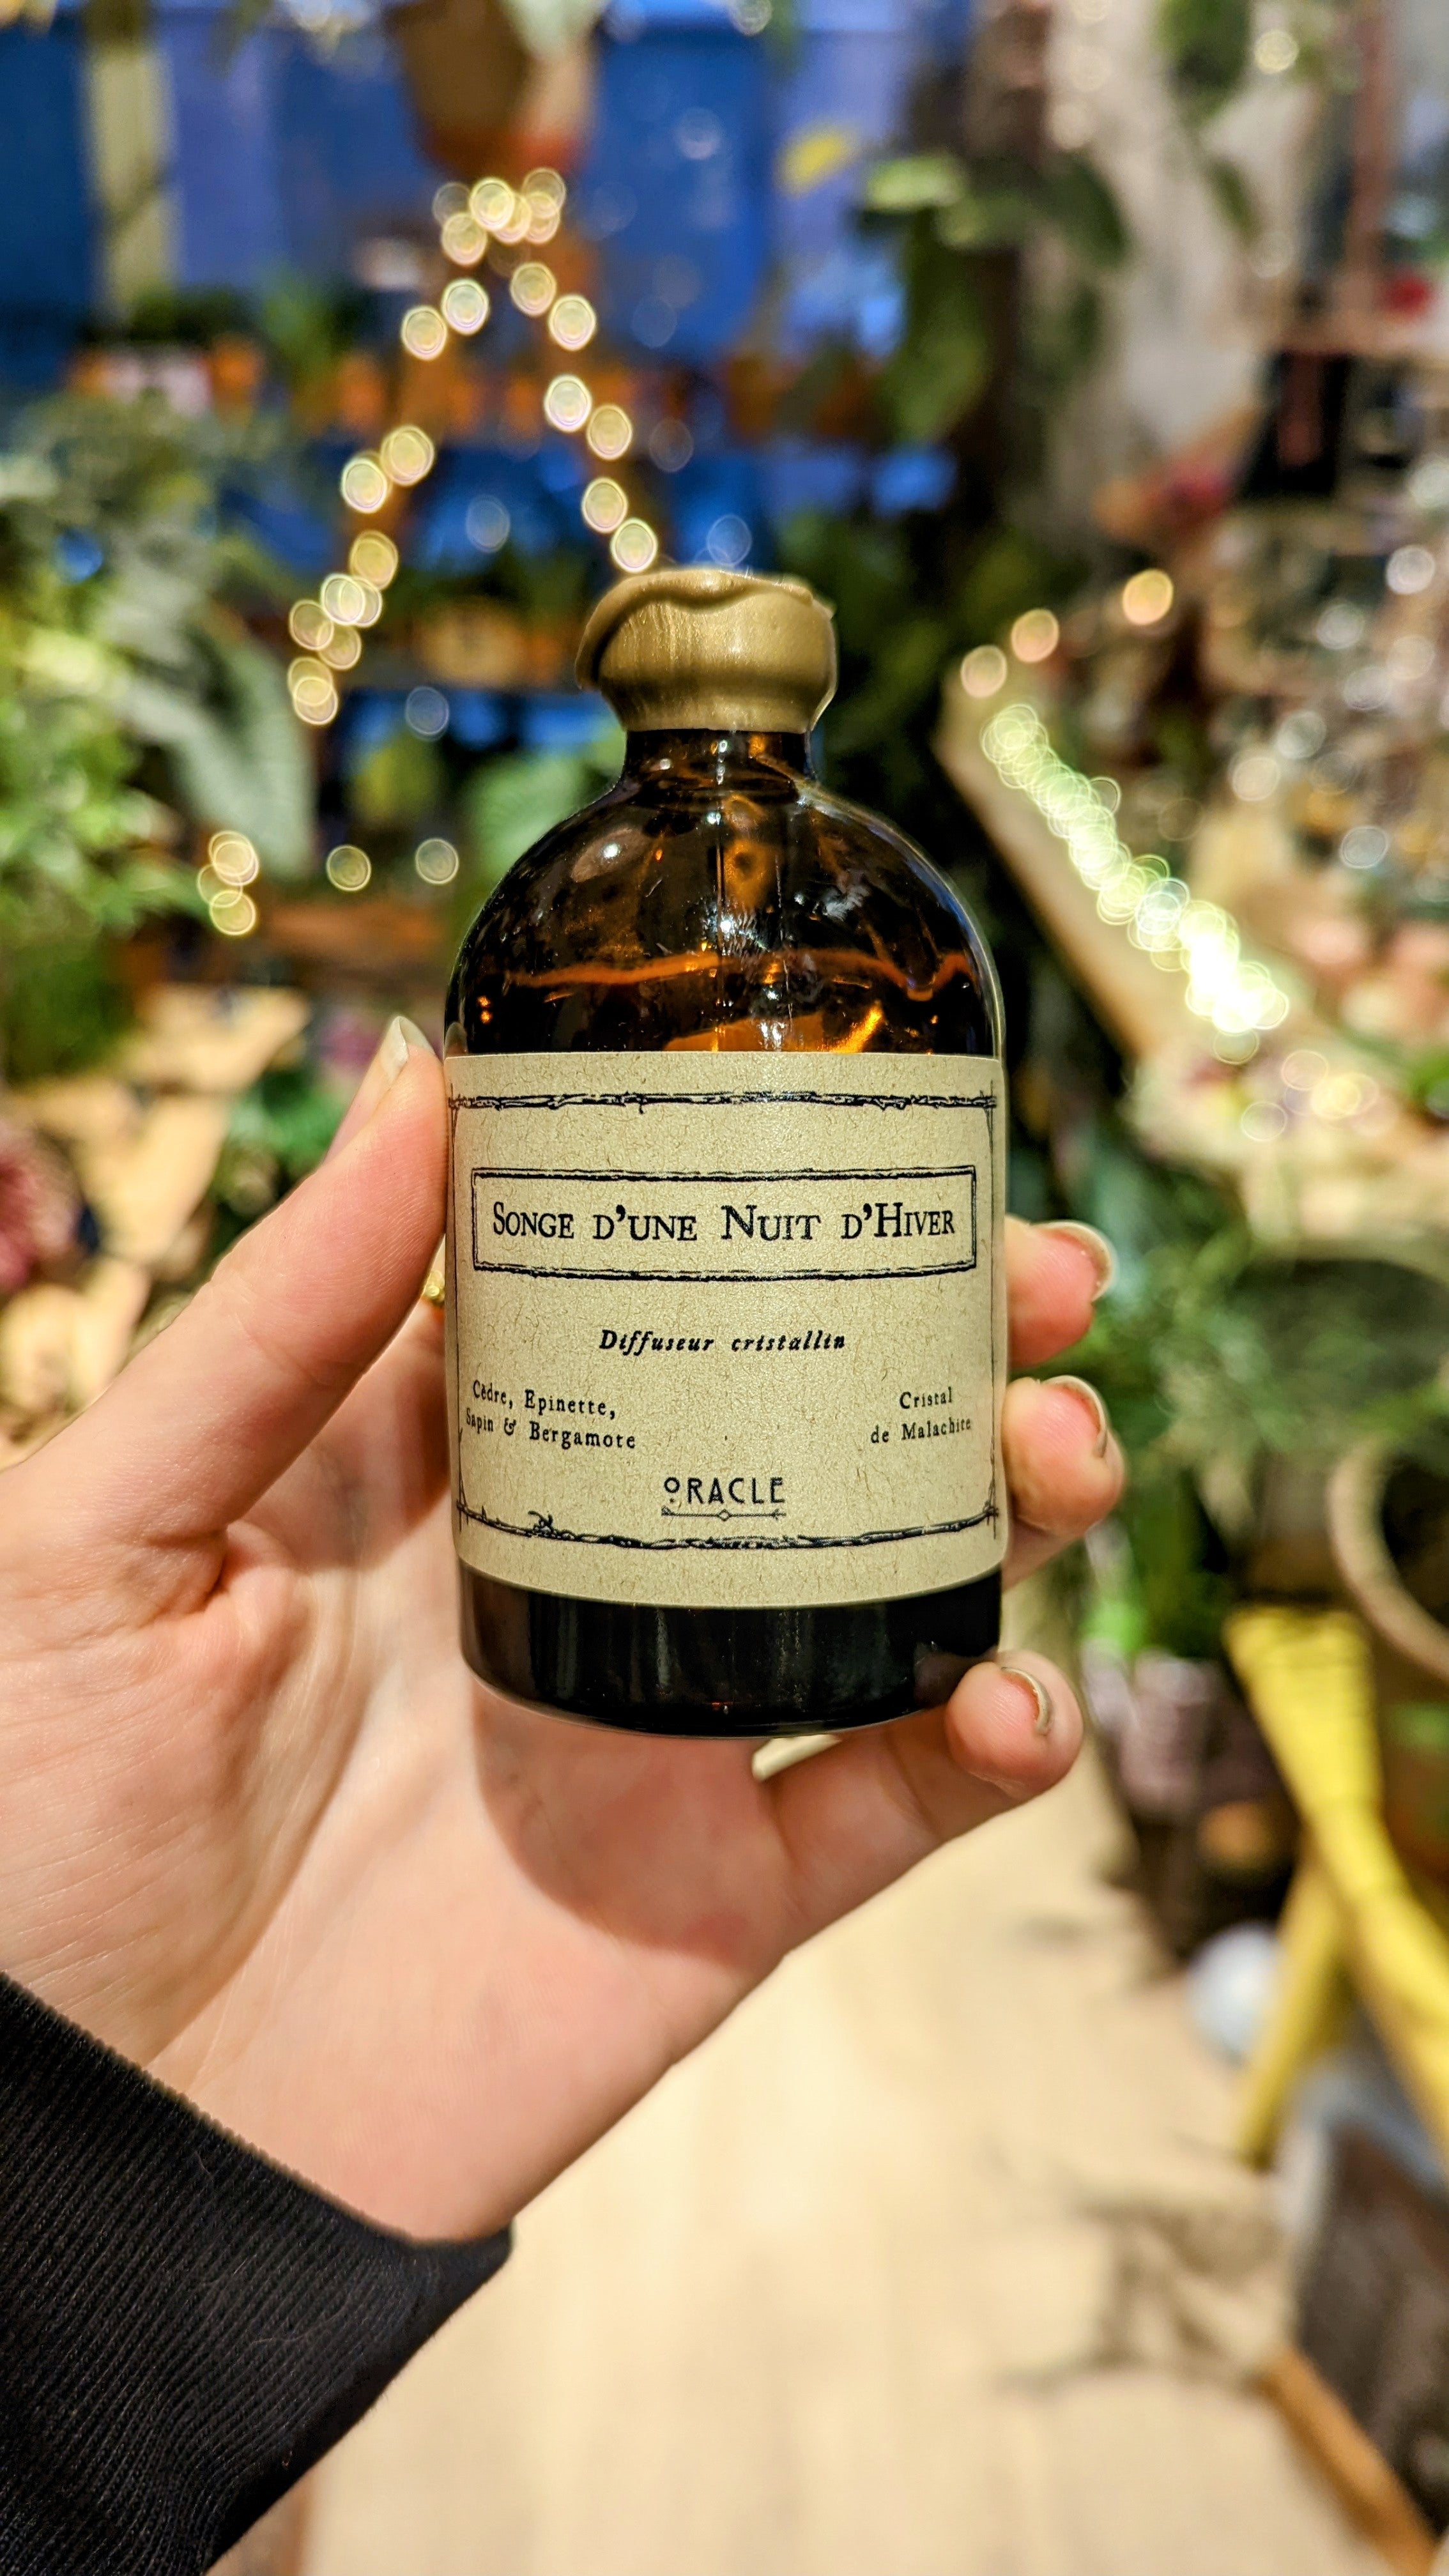 Songe d'une Nuit d'Hiver
Diffuseur cristallin
Cèdre, Epinette,
Sapin & Bergamote
Cristal
de Malachite
ORACLE